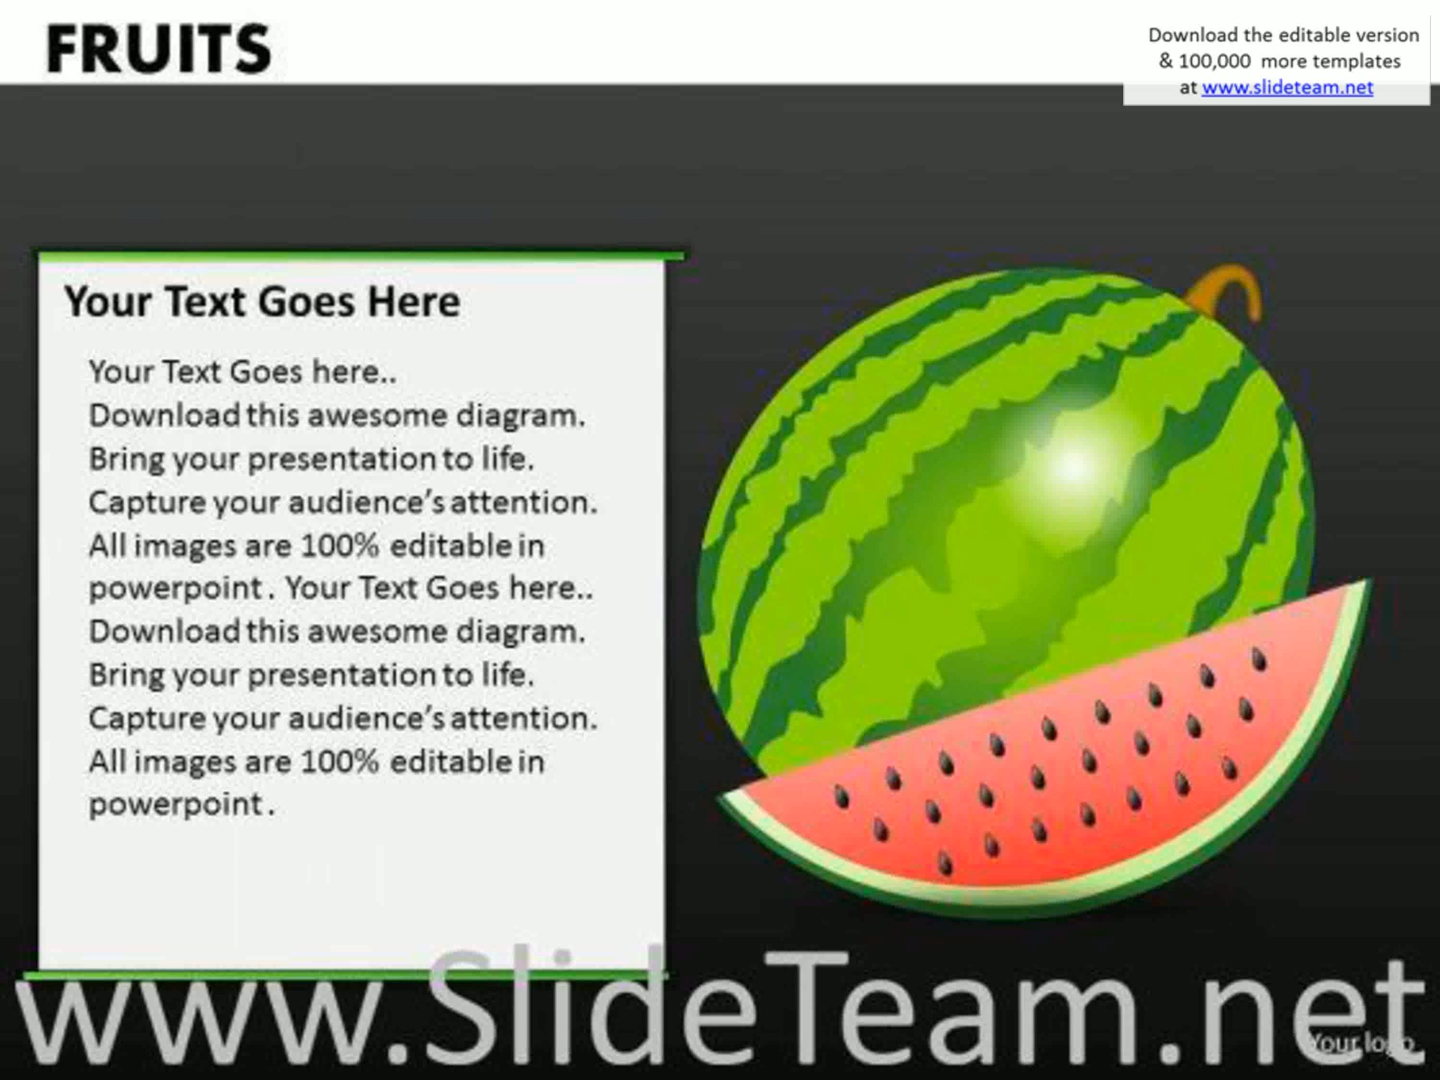 FRUITS
Download the editable version
& 100,000 more templates
at www.slideteam.net
Your Text Goes Here
Your Text Goes here..
Download this awesome diagram.
Bring your presentation to life.
Capture your audience’s attention.
All images are 100% editable in
powerpoint . Your Text Goes here..
Download this awesome diagram.
Bring your presentation to life.
Capture your audience’s attention.
All images are 100% editable in
powerpoint .
www.SlideTeam.net
Your logo